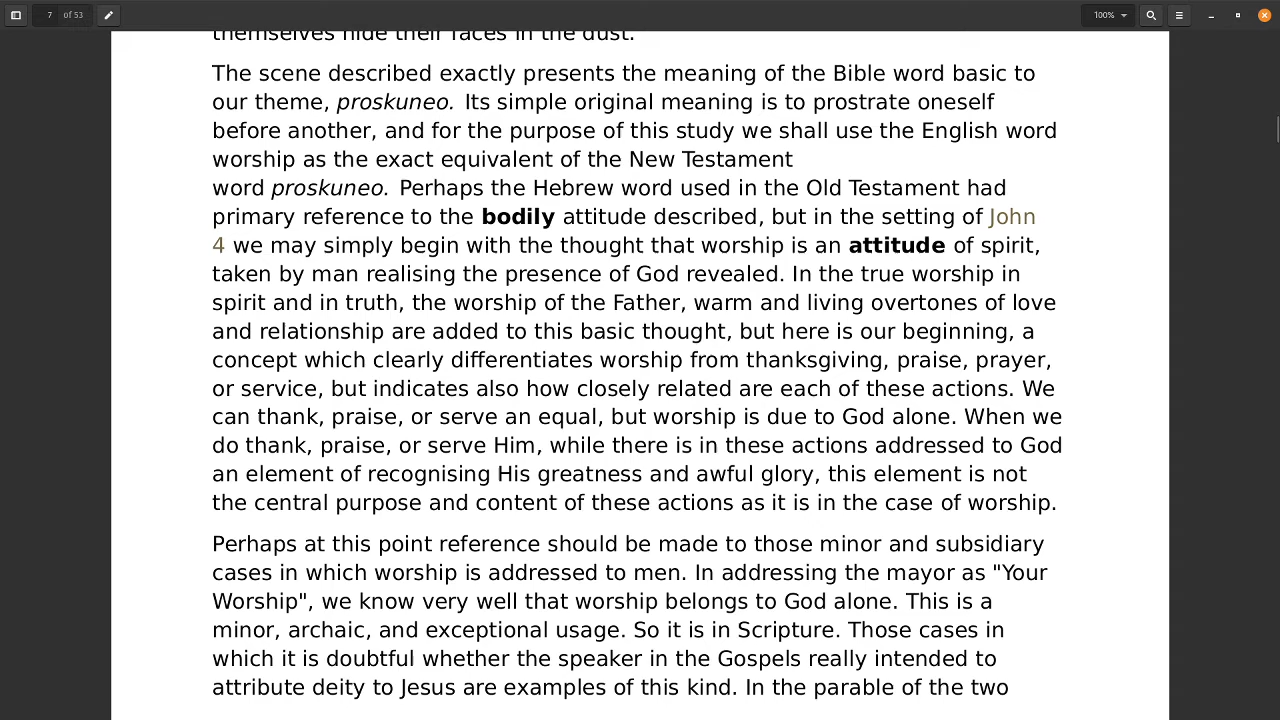 7 of 53
100%
themselves hide their faces in the dust.
The scene described exactly presents the meaning of the Bible word basic to
our theme, proskuneo. Its simple original meaning is to prostrate oneself
before another, and for the purpose of this study we shall use the English word
worship as the exact equivalent of the New Testament
word proskuneo. Perhaps the Hebrew word used in the Old Testament had
primary reference to the bodily attitude described, but in the setting of John
4 we may simply begin with the thought that worship is an attitude of spirit,
taken by man realising the presence of God revealed. In the true worship in
spirit and in truth, the worship of the Father, warm and living overtones of love
and relationship are added to this basic thought, but here is our beginning, a
concept which clearly differentiates worship from thanksgiving, praise, prayer,
or service, but indicates also how closely related are each of these actions. We
can thank, praise, or serve an equal, but worship is due to God alone. When we
do thank, praise, or serve Him, while there is in these actions addressed to God
an element of recognising His greatness and awful glory, this element is not
the central purpose and content of these actions as it is in the case of worship.
Perhaps at this point reference should be made to those minor and subsidiary
cases in which worship is addressed to men. In addressing the mayor as "Your
Worship", we know very well that worship belongs to God alone. This is a
minor, archaic, and exceptional usage. So it is in Scripture. Those cases in
which it is doubtful whether the speaker in the Gospels really intended to
attribute deity to Jesus are examples of this kind. In the parable of the two